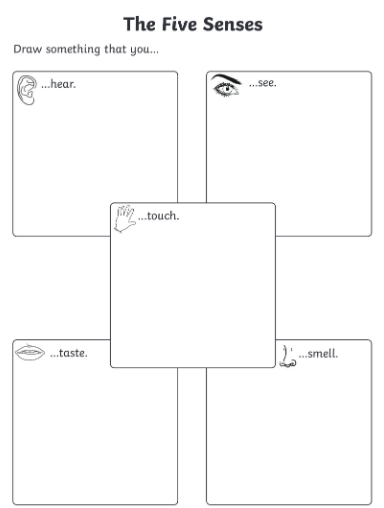 The Five Senses
Draw something that you...
...hear.
...see.
...touch.
...taste.
...smell.